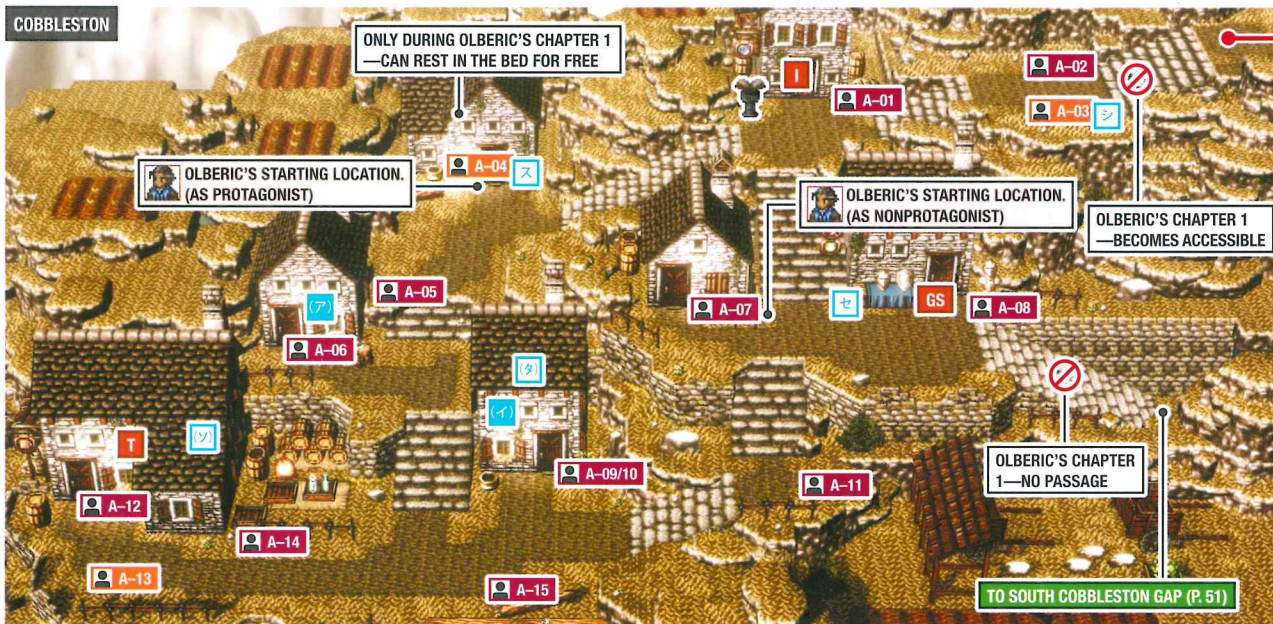 COBBLESTON
ONLY DURING OLBERIC'S CHAPTER 1
—CAN REST IN THE BED FOR FREE
I
A–01
A–02
A–03
シ
A–04
ス
OLBERIC'S STARTING LOCATION.
(AS PROTAGONIST)
OLBERIC'S STARTING LOCATION.
(AS NONPROTAGONIST)
OLBERIC'S CHAPTER 1
—BECOMES ACCESSIBLE
A–05
(ア)
A–06
A–07
セ
GS
A–08
(タ)
(イ)
T
(ソ)
A–09/10
OLBERIC'S CHAPTER
1—NO PASSAGE
A–11
A–12
A–14
A–13
A–15
TO SOUTH COBBLESTON GAP (P. 51)